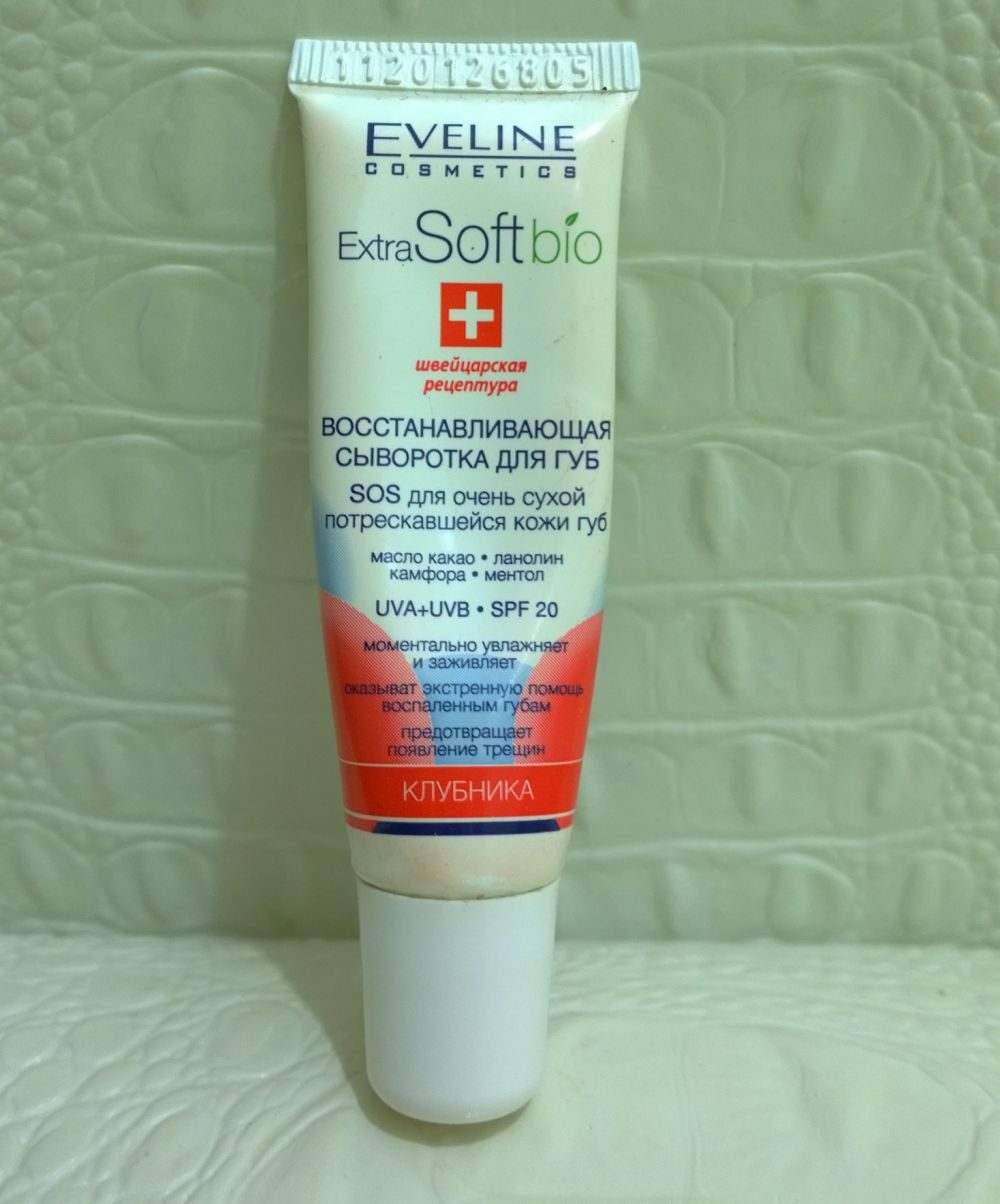 1120126805
EVELINE
COSMETICS
Extra Soft bio
швейцарская
рецептура
ВОССТАНАВЛИВАЮЩАЯ
СЫВОРОТКА ДЛЯ ГУБ
SOS для очень сухой
потрескавшейся кожи губ
масло какао • ланолин
камфора • ментол
UVA+UVB • SPF 20
моментально увлажняет
и заживляет
оказыват экстренную помощь
воспаленным губам
предотвращает
появление трещин
КЛУБНИКА